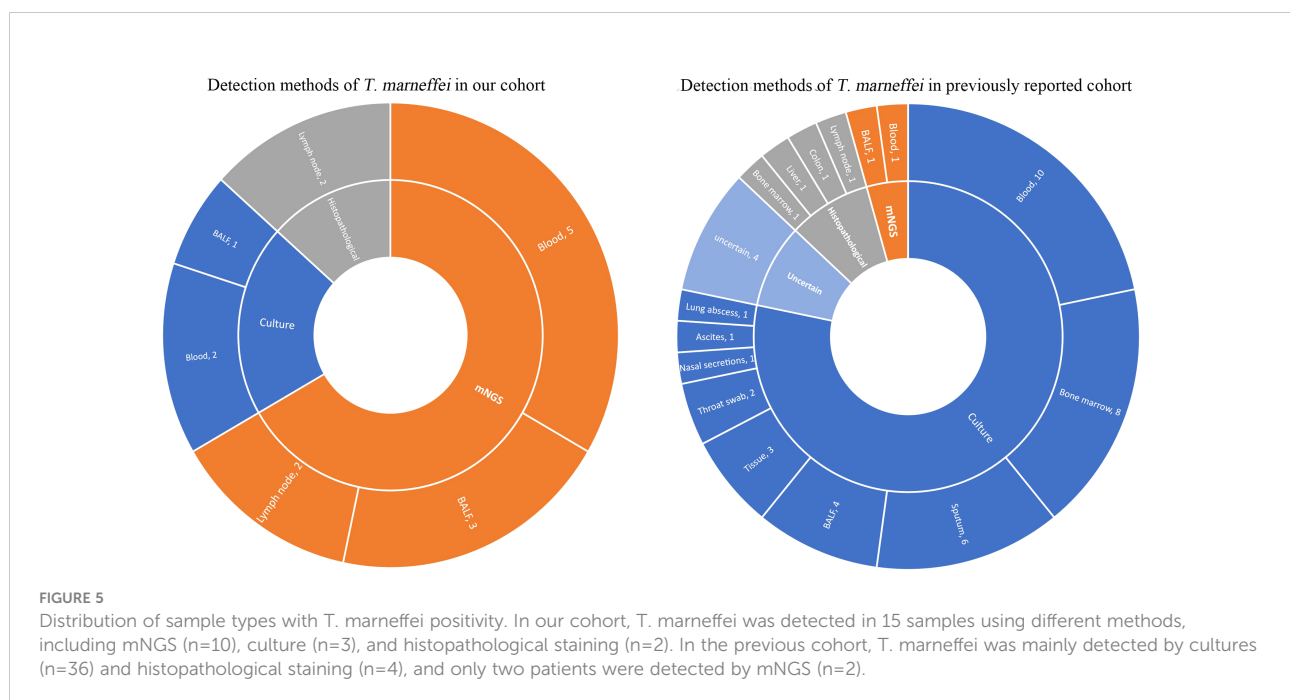 Detection methods of T. marneffei in our cohort
Lymph node, 2
Histopathological
BALF, 1
Culture
Blood, 2
Blood, 5
mNGS
Lymph node, 2
BALF, 3
Detection methods of T. marneffei in previously reported cohort
Blood, 1
BALF, 1
mNGS
Lymph node, 1
Colon, 1
Liver, 1
Bone marrow, 1
Histopathological
uncertain, 4
Uncertain
Lung abscess, 1
Ascites, 1
Nasal secretions, 1
Throat swab, 2
Tissue, 3
BALF, 4
Sputum, 6
Culture
Bone marrow, 8
Blood, 10
FIGURE 5
Distribution of sample types with T. marneffei positivity. In our cohort, T. marneffei was detected in 15 samples using different methods,
including mNGS (n=10), culture (n=3), and histopathological staining (n=2). In the previous cohort, T. marneffei was mainly detected by cultures
(n=36) and histopathological staining (n=4), and only two patients were detected by mNGS (n=2).